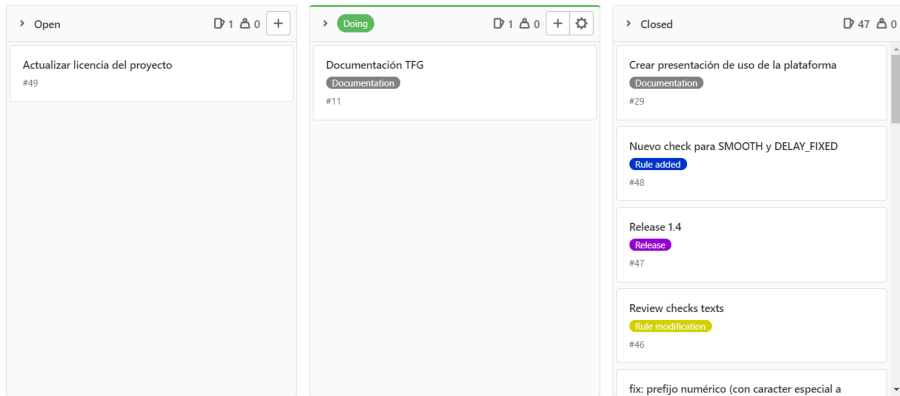 Open 1 0
Actualizar licencia del proyecto
#49
Doing 1 0
Documentación TFG
Documentation
#11
Closed 47 0
Crear presentación de uso de la plataforma
Documentation
#29
Nuevo check para SMOOTH y DELAY_FIXED
Rule added
#48
Release 1.4
Release
#47
Review checks texts
Rule modification
#46
fix: prefijo numérico (con caracter especial a